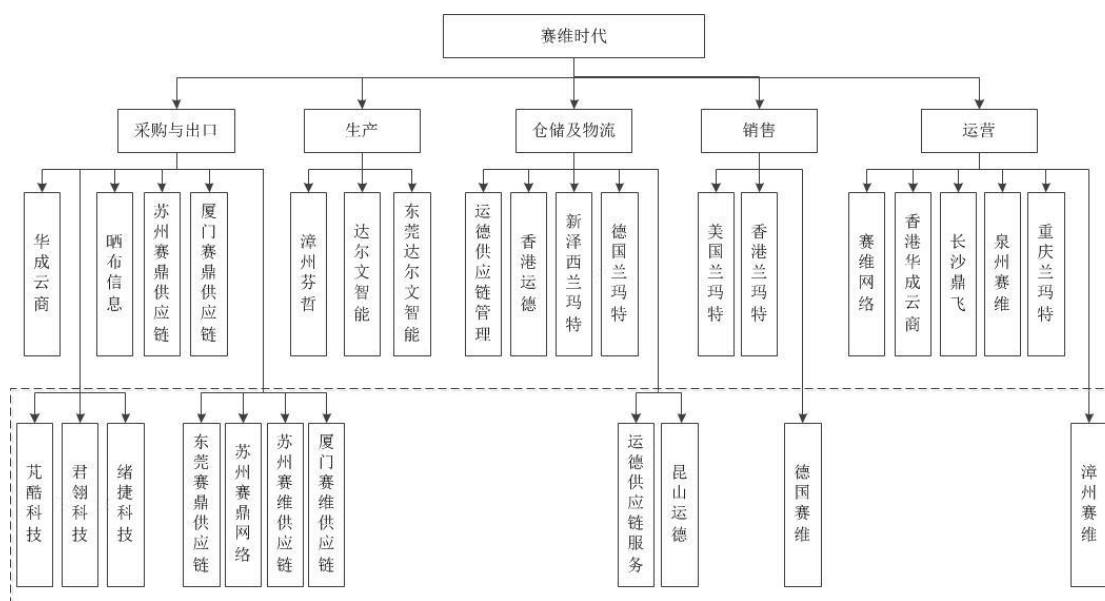 赛维时代
采购与出口
生产
仓储及物流
销售
运营
华成云商
晒布信息
苏州赛鼎供应链
厦门赛鼎供应链
漳州芬哲
达尔文智能
东莞达尔文智能
运德供应链管理
香港运德
新泽西兰玛特
德国兰玛特
美国兰玛特
香港兰玛特
赛维网络
香港华成云商
长沙鼎飞
泉州赛维
重庆兰玛特
芃酷科技
君翎科技
绪捷科技
东莞赛鼎供应链
苏州赛鼎网络
苏州赛维供应链
厦门赛维供应链
运德供应链服务
昆山运德
德国赛维
漳州赛维